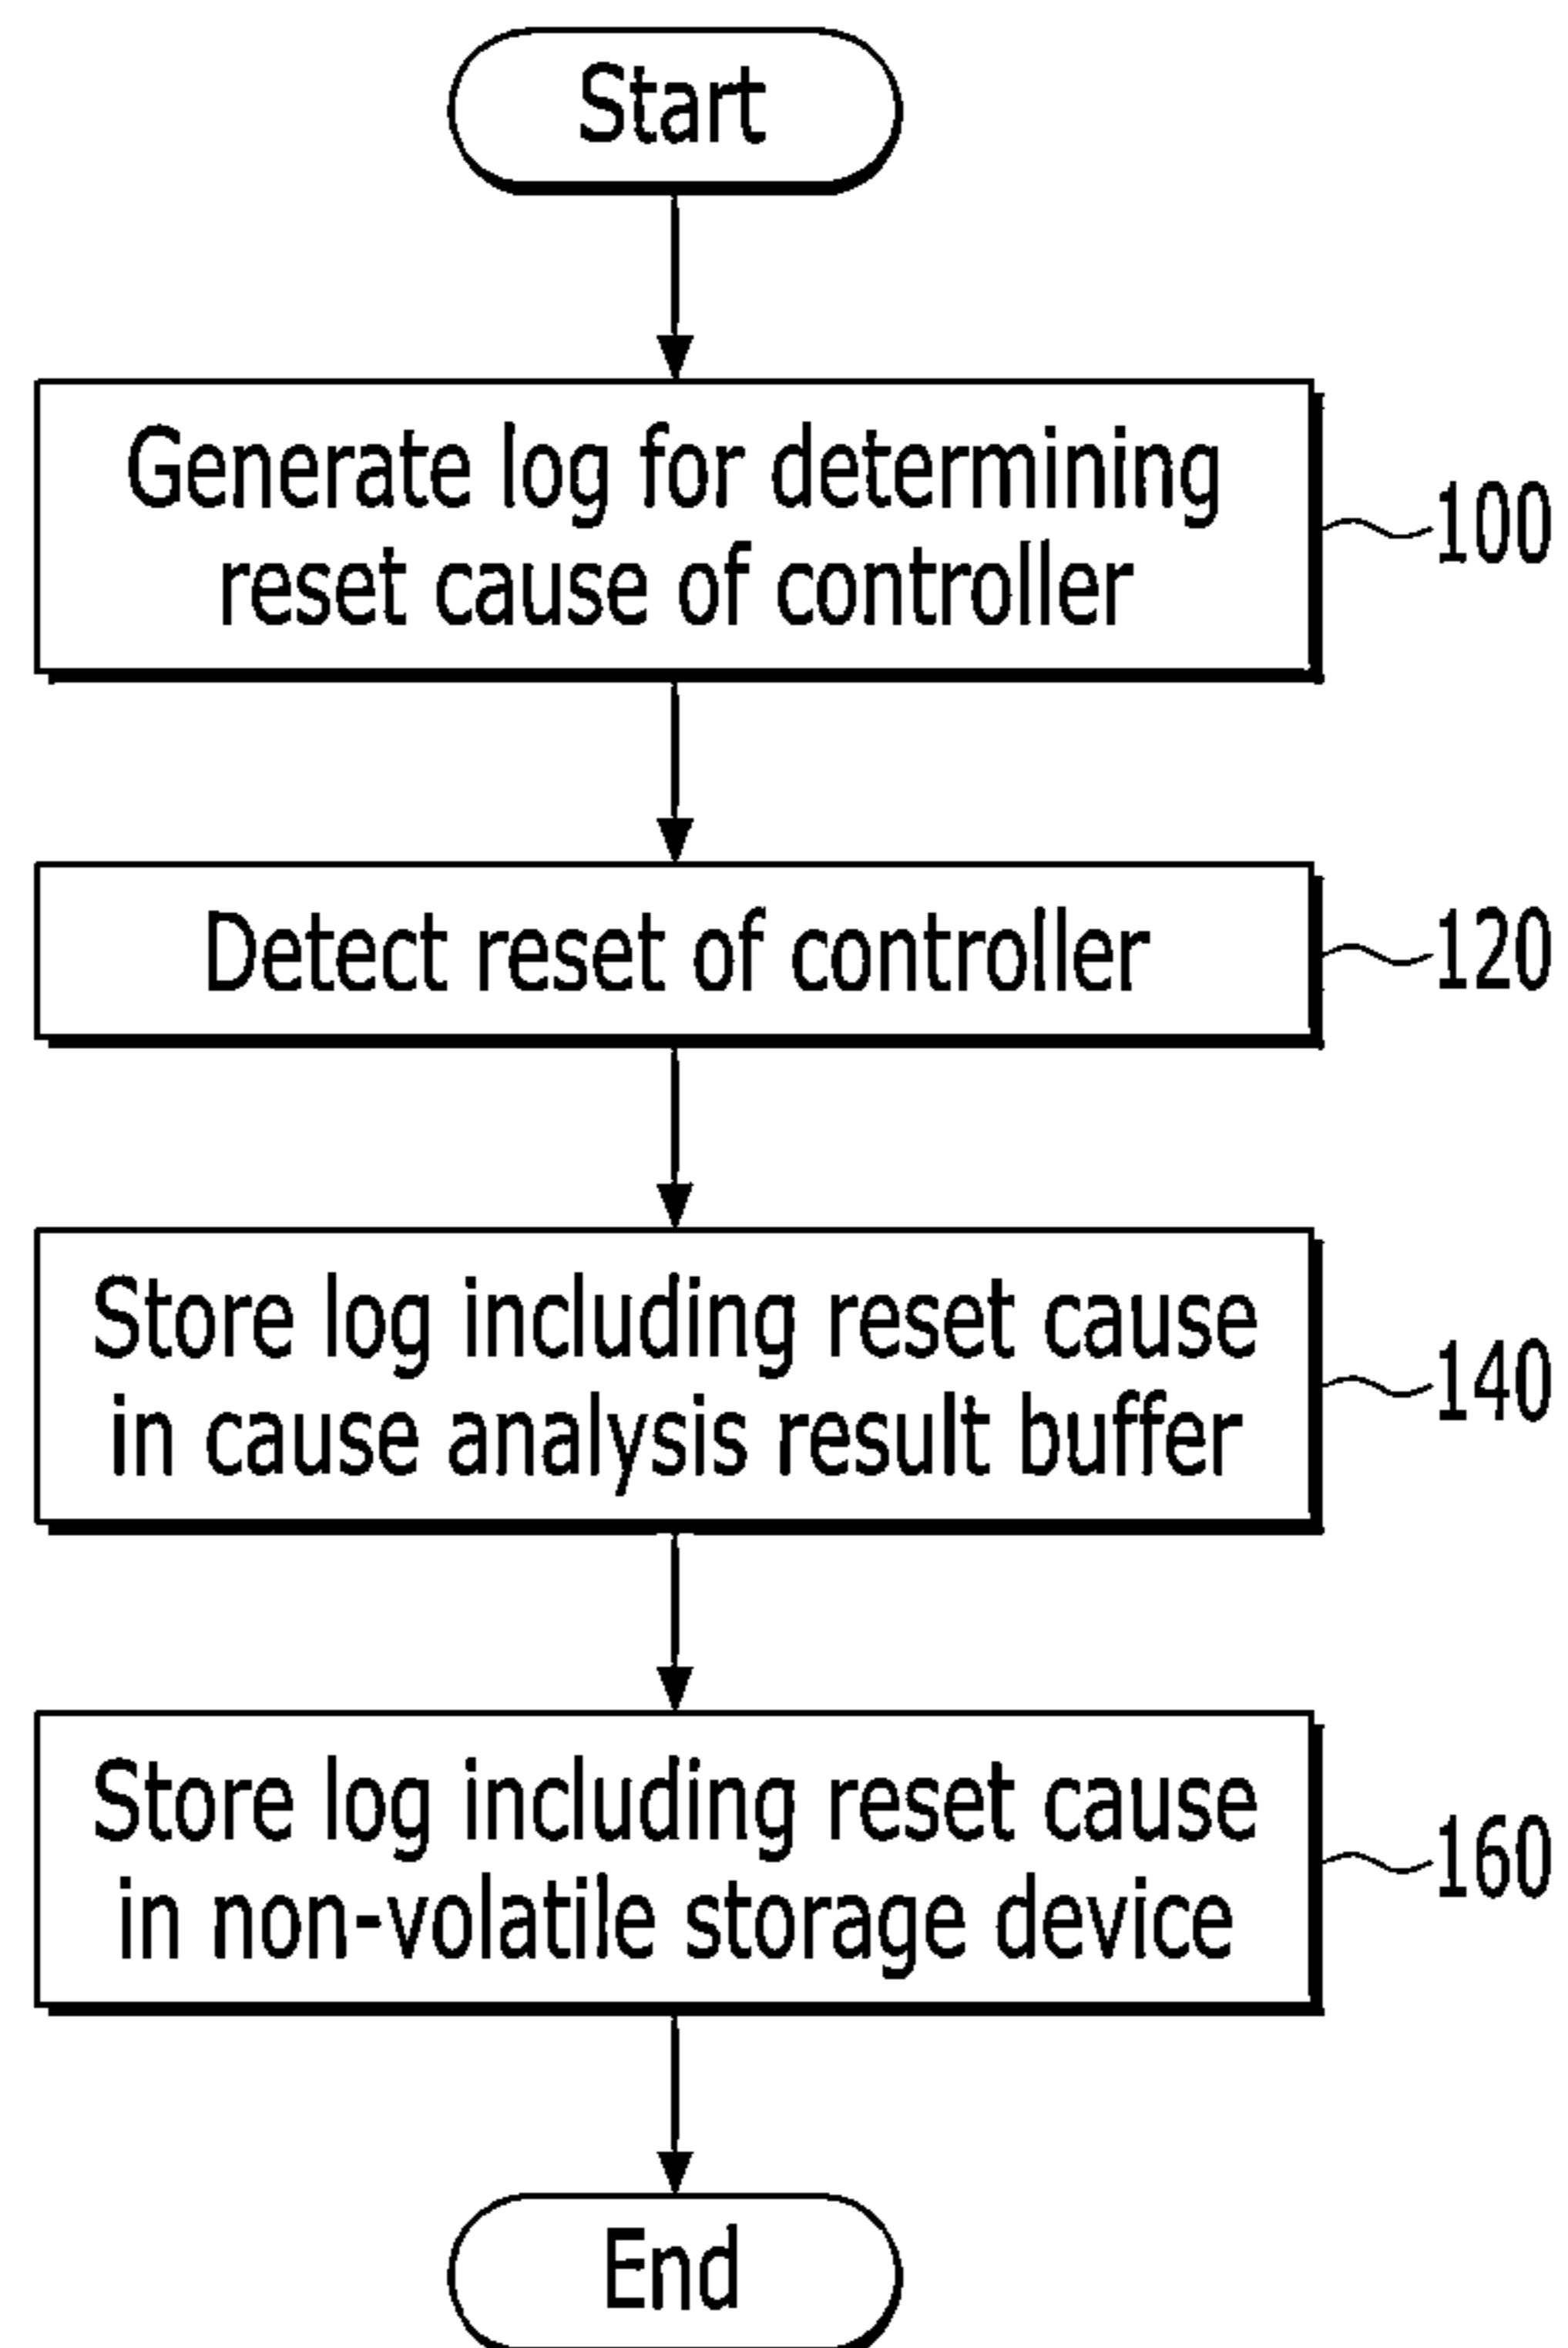 Start
Generate log for determining
reset cause of controller
100
Detect reset of controller
120
Store log including reset cause
in cause analysis result buffer
140
Store log including reset cause
in non-volatile storage device
160
End